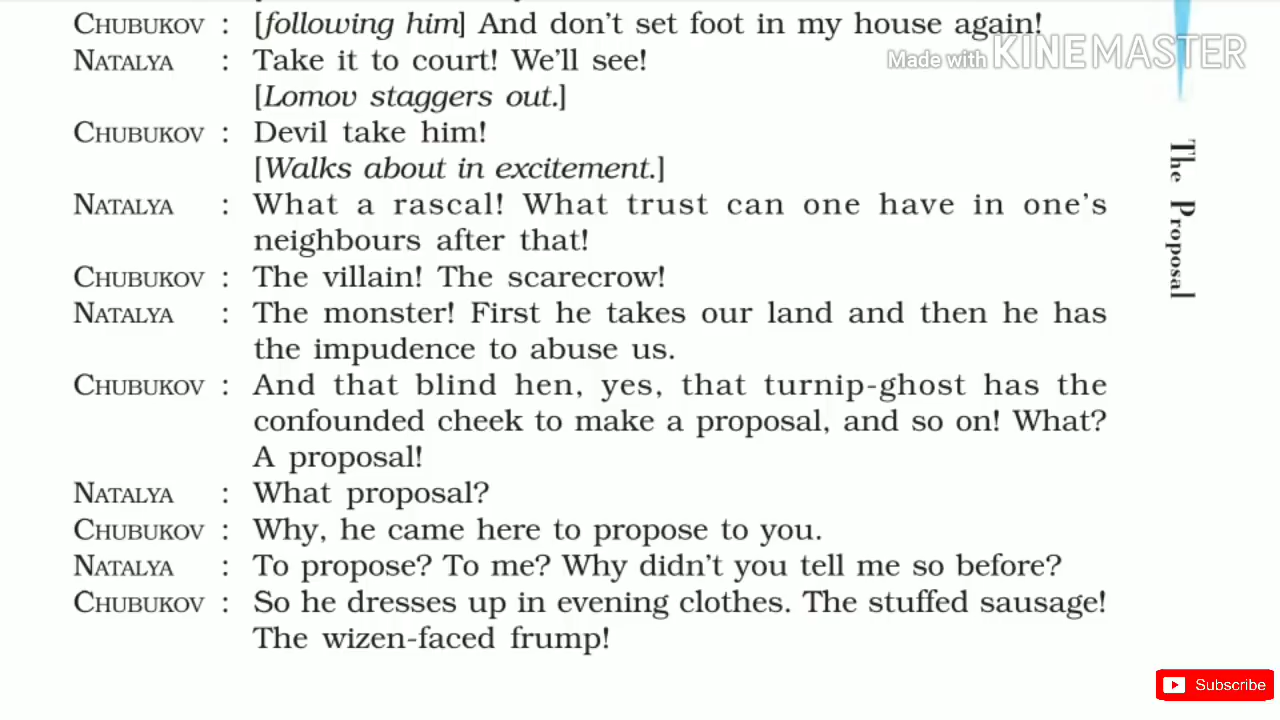 CHUBUKOV : [following him] And don't set foot in my house again!
NATALYA : Take it to court! We'll see!
[Lomov staggers out.]
CHUBUKOV : Devil take him!
[Walks about in excitement.]
NATALYA : What a rascal! What trust can one have in one's
neighbours after that!
CHUBUKOV : The villain! The scarecrow!
NATALYA : The monster! First he takes our land and then he has
the impudence to abuse us.
CHUBUKOV : And that blind hen, yes, that turnip-ghost has the
confounded cheek to make a proposal, and so on! What?
A proposal!
NATALYA : What proposal?
CHUBUKOV : Why, he came here to propose to you.
NATALYA : To propose? To me? Why didn't you tell me so before?
CHUBUKOV : So he dresses up in evening clothes. The stuffed sausage!
The wizen-faced frump!
Made with KINEMASTER
The Proposal
Subscribe